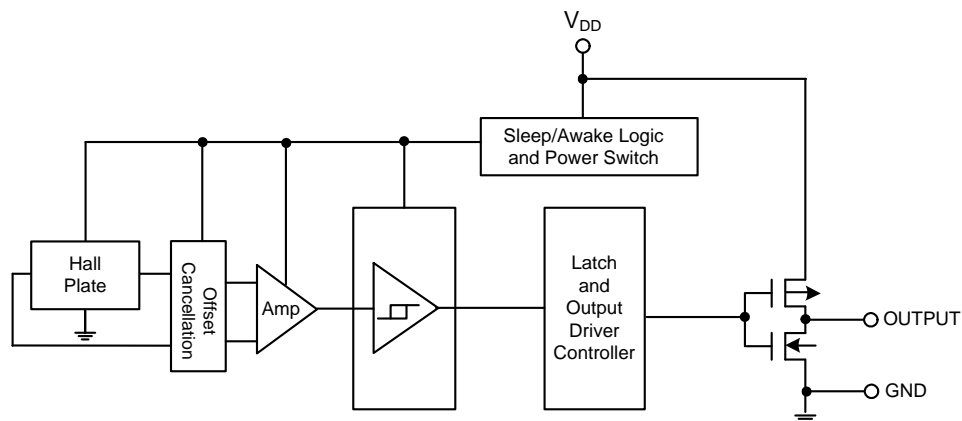 VDD
Sleep/Awake Logic
and Power Switch
Hall
Plate
Offset
Cancellation
Amp
Latch
and
Output
Driver
Controller
OUTPUT
GND